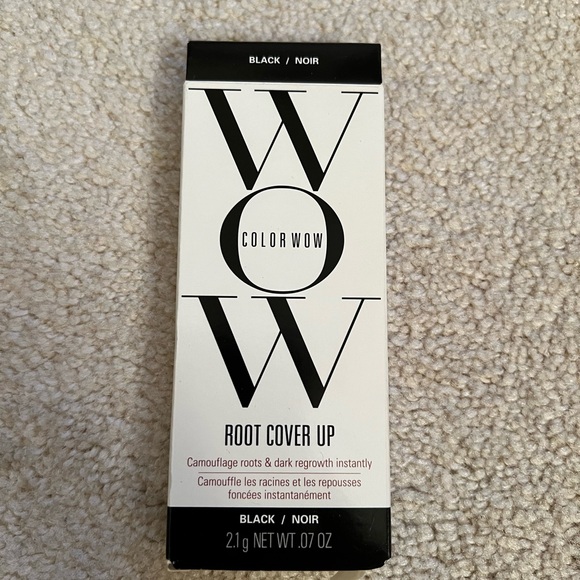 BLACK / NOIR
W
O
COLOR WOW
W
ROOT COVER UP
Camouflage roots & dark regrowth instantly
Camouffle les racines et les repousses
foncées instantanément
BLACK / NOIR
2.1 g NET WT .07 OZ